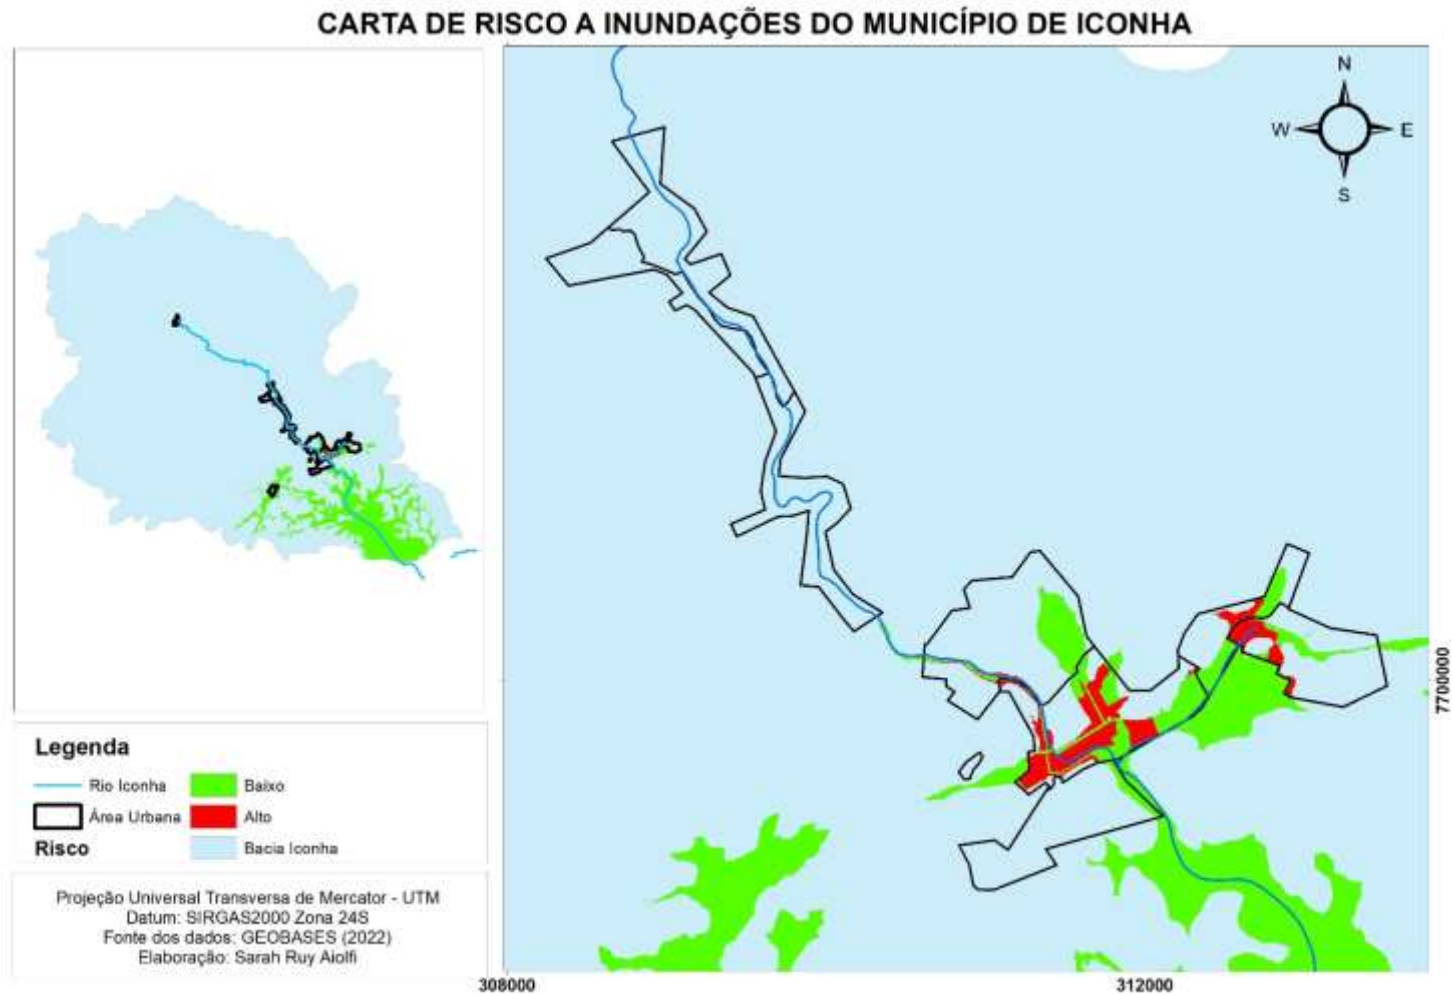 CARTA DE RISCO A INUNDAÇÕES DO MUNICÍPIO DE ICONHA
N
W E
S
7700000
Legenda
Rio Iconha
Baixo
Área Urbana
Alto
Risco
Bacia Iconha
Projeção Universal Transversa de Mercator - UTM
Datum: SIRGAS2000 Zona 24S
Fonte dos dados: GEOBASES (2022)
Elaboração: Sarah Ruy Aiolfi
308000
312000